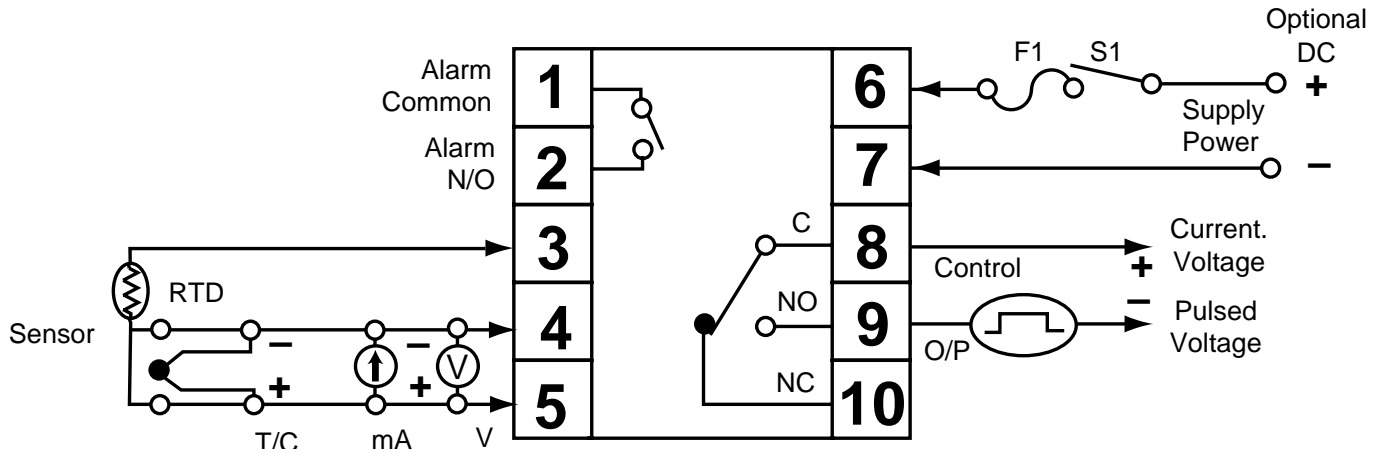 Optional
DC
+
F1
S1
Alarm
Common
1
6
Supply
Power
Alarm
N/O
2
7
−
3
C
8
Control
+
Current.
Voltage
RTD
Sensor
4
NO
9
O/P
−
Pulsed
Voltage
−
+
−
+
V
5
NC
10
T/C
mA
V